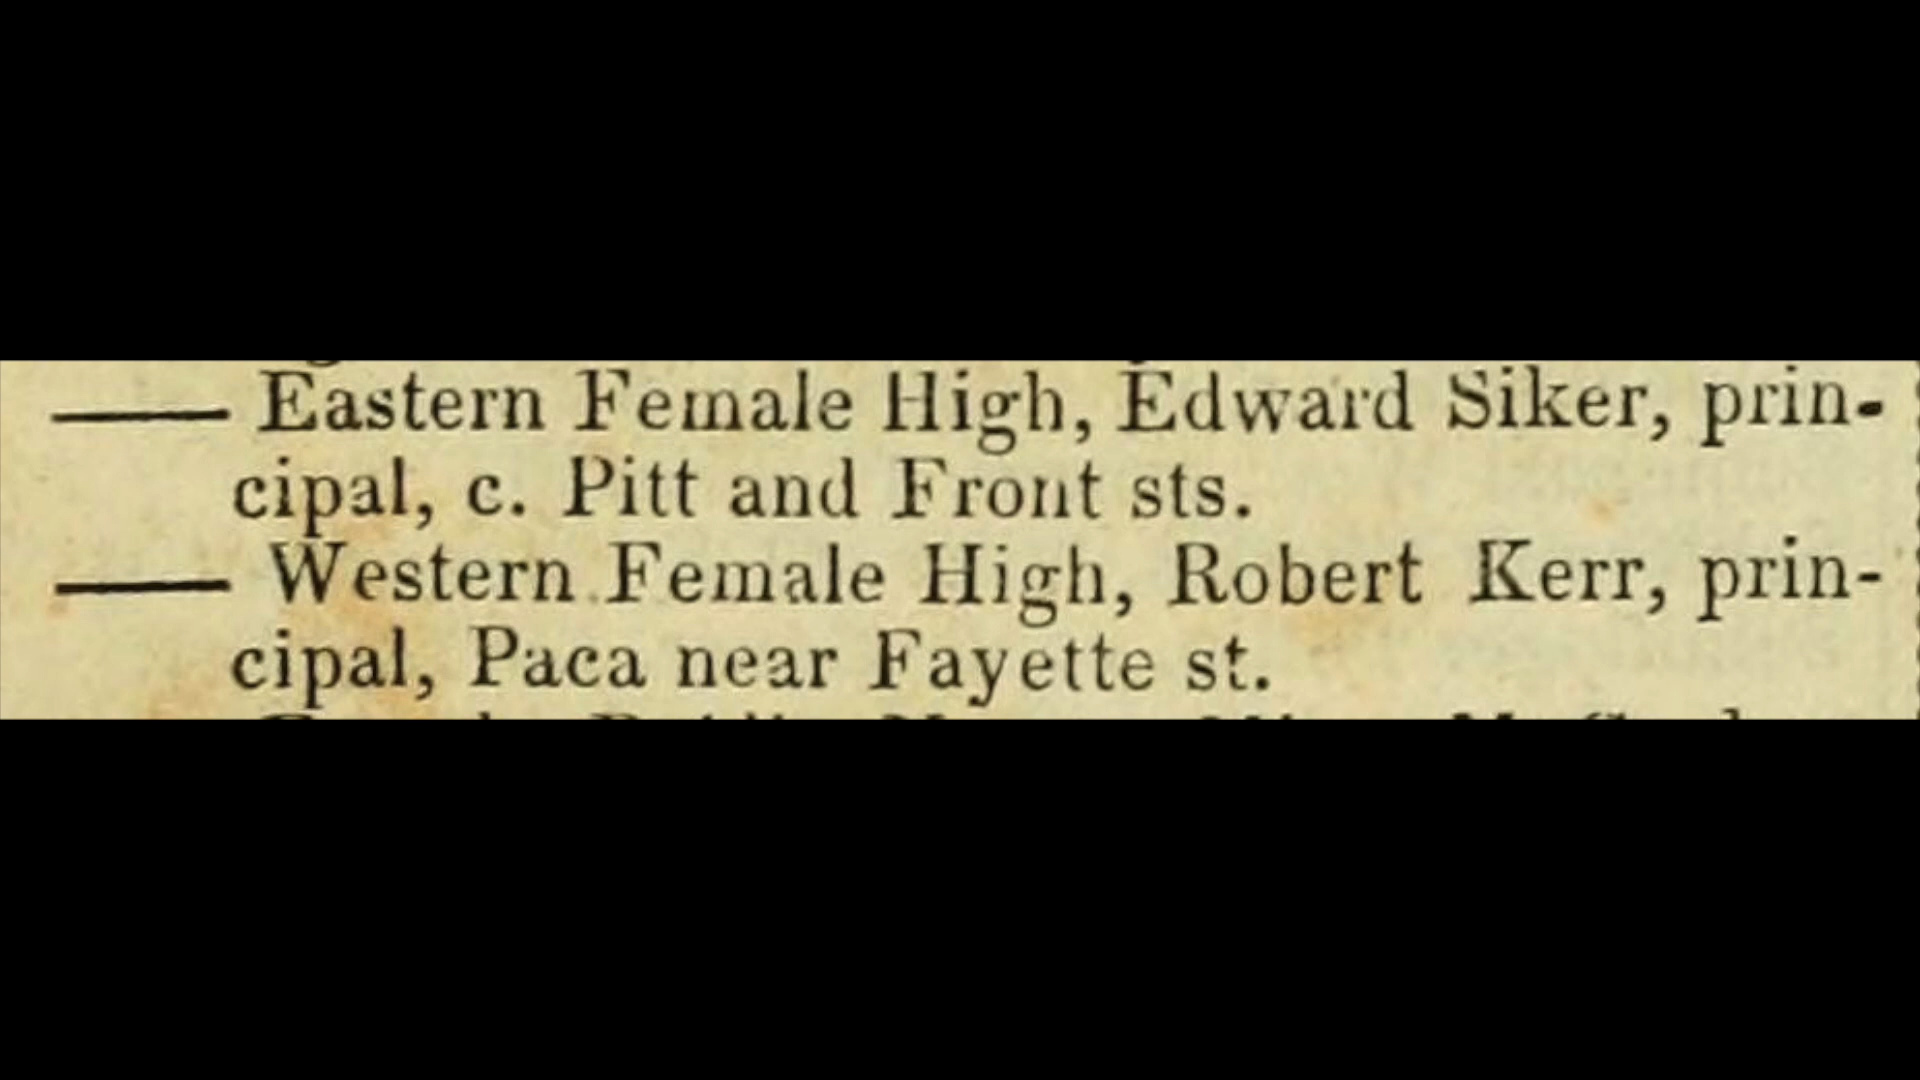 —— Eastern Female High, Edward Siker, prin-
cipal, c. Pitt and Front sts.
—— Western Female High, Robert Kerr, prin-
cipal, Paca near Fayette st.